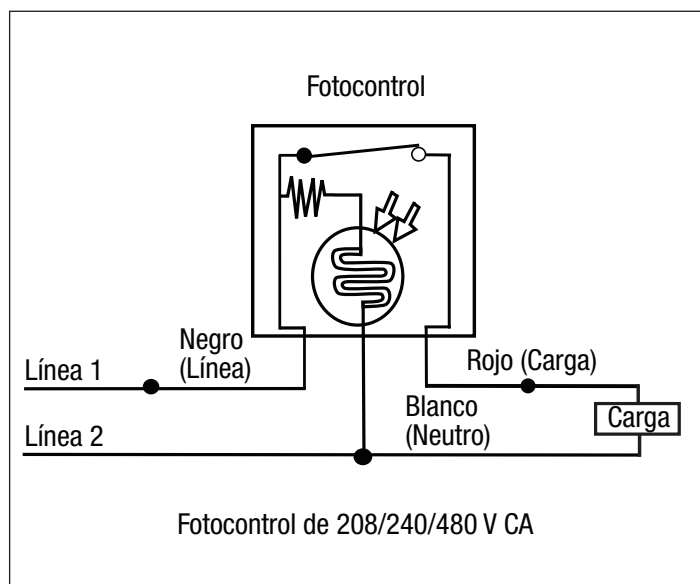 Fotocontrol
Negro
(Línea)
Línea 1
Rojo (Carga)
Carga
Blanco
(Neutro)
Línea 2
Fotocontrol de 208/240/480 V CA